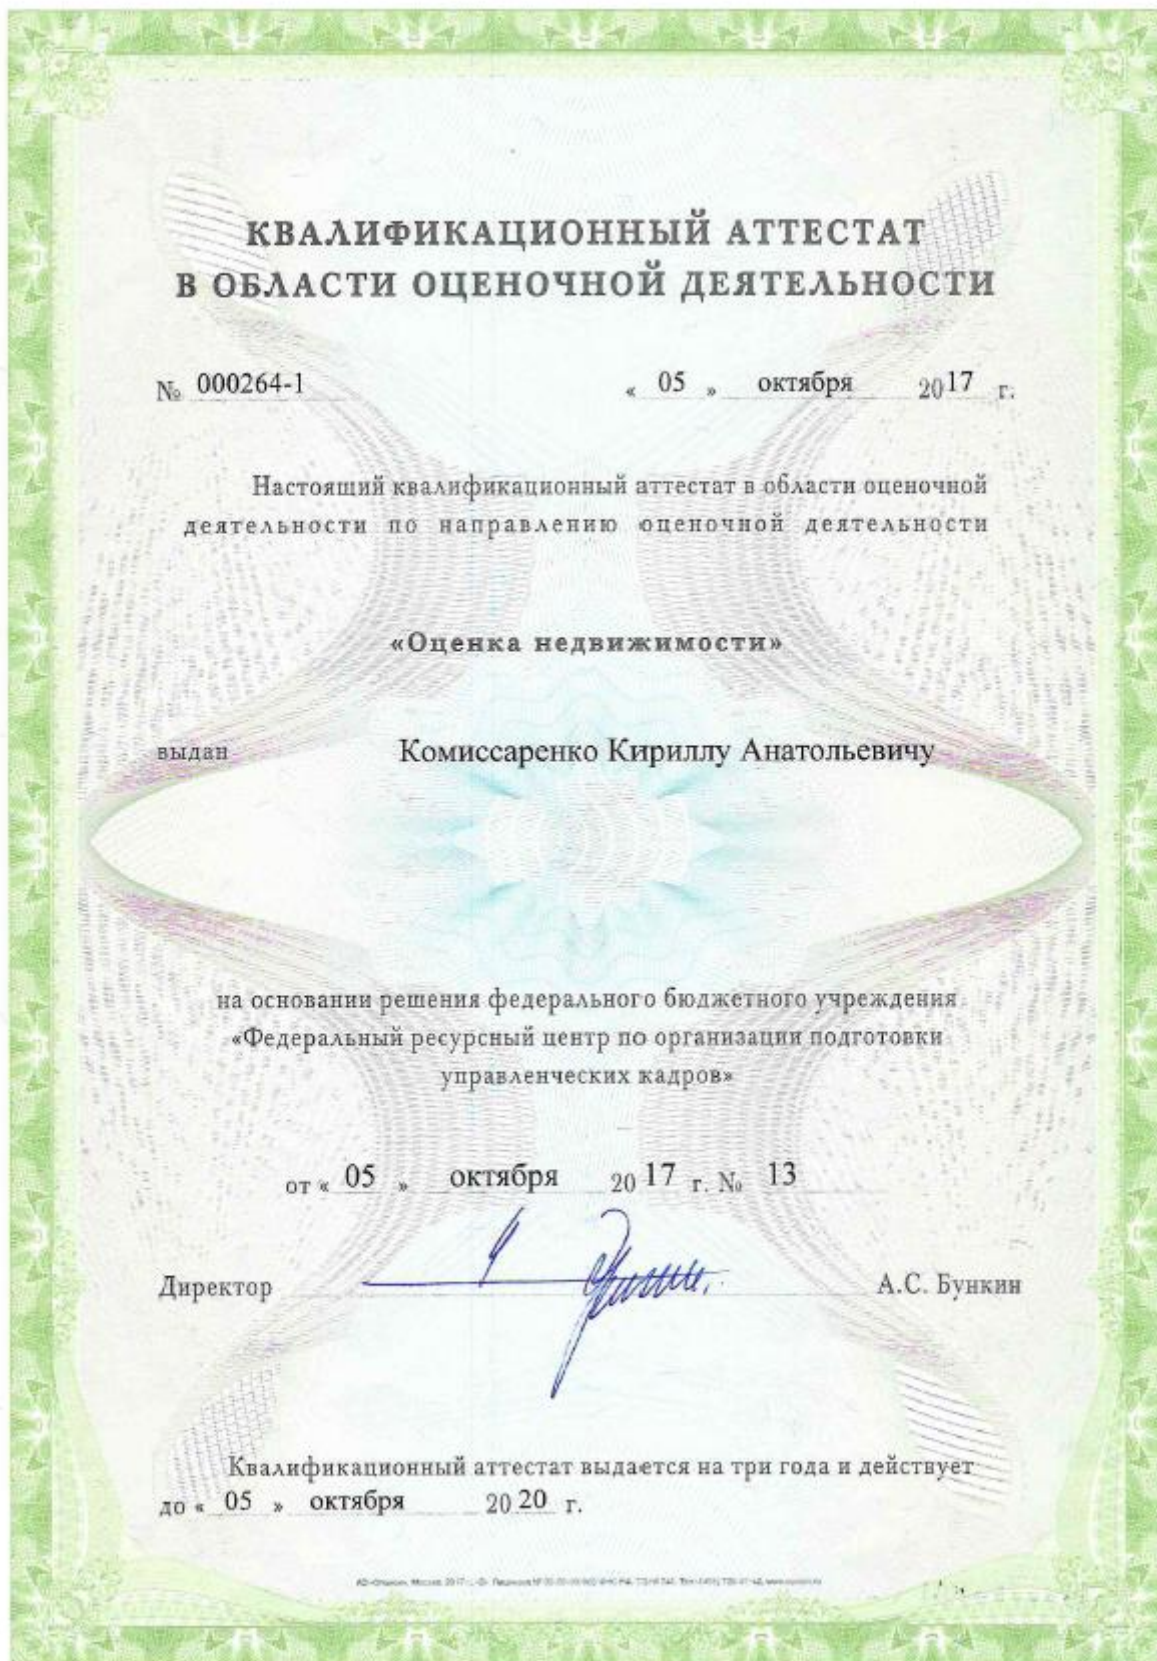 КВАЛИФИКАЦИОННЫЙ АТТЕСТАТ
В ОБЛАСТИ ОЦЕНОЧНОЙ ДЕЯТЕЛЬНОСТИ
№ 000264-1 « 05 » октября 2017 г.
Настоящий квалификационный аттестат в области оценочной
деятельности по направлению оценочной деятельности
«Оценка недвижимости»
выдан Комиссаренко Кириллу Анатольевичу
на основании решения федерального бюджетного учреждения
«Федеральный ресурсный центр по организации подготовки
управленческих кадров»
от « 05 » октября 2017 г. № 13
Директор А.С. Бункин
Квалификационный аттестат выдается на три года и действует
до « 05 » октября 2020 г.